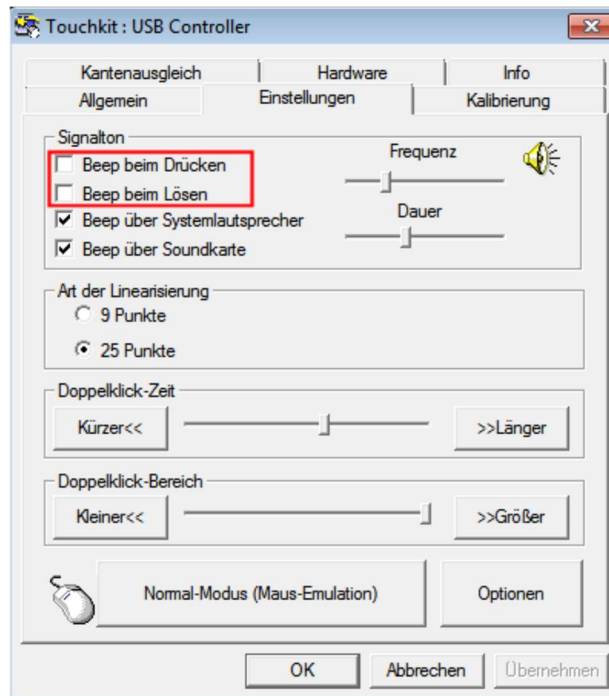 Touchkit : USB Controller
Kantenausgleich
Hardware
Info
Allgemein
Einstellungen
Kalibrierung
Signalton
Beep beim Drücken
Beep beim Lösen
Beep über Systemlautsprecher
Beep über Soundkarte
Frequenz
Dauer
Art der Linearisierung
9 Punkte
25 Punkte
Doppelklick-Zeit
Kürzer<<
>>Länger
Doppelklick-Bereich
Kleiner<<
>>Größer
Normal-Modus (Maus-Emulation)
Optionen
OK
Abbrechen
Übernehmen